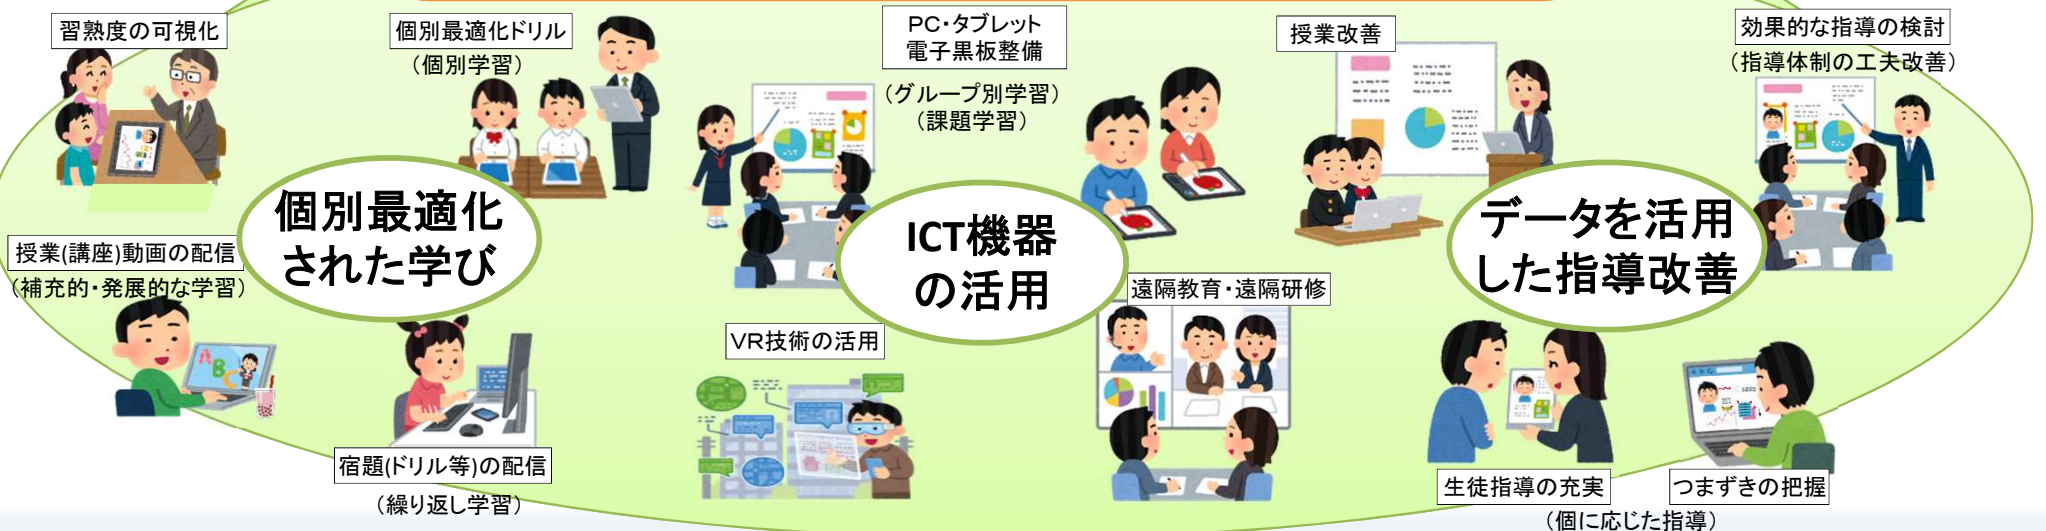 習熟度の可視化
個別最適化ドリル
（個別学習）
PC・タブレット
電子黒板整備
（グループ別学習）
（課題学習）
授業改善
効果的な指導の検討
（指導体制の工夫改善）
個別最適化
された学び
ICT機器
の活用
データを活用
した指導改善
授業(講座)動画の配信
（補充的・発展的な学習）
ABC
遠隔教育・遠隔研修
VR技術の活用
宿題(ドリル等)の配信
（繰り返し学習）
生徒指導の充実
つまずきの把握
（個に応じた指導）